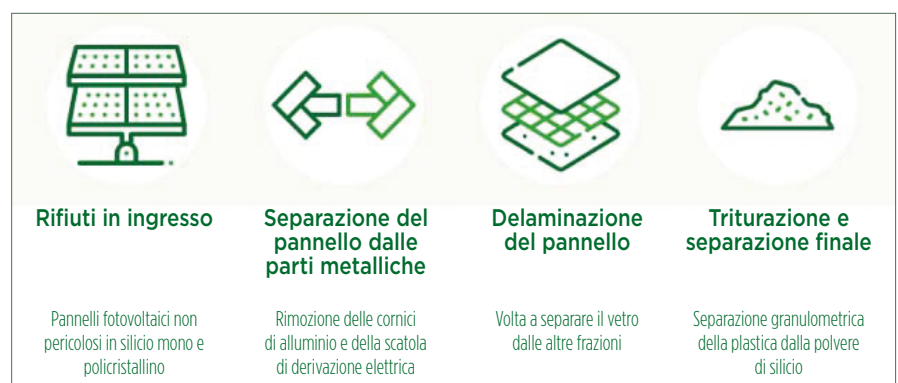 Rifiuti in ingresso
Pannelli fotovoltaici non
pericolosi in silicio mono e
policristallino
Separazione del
pannello dalle
parti metalliche
Rimozione delle cornici
di alluminio e della scatola
di derivazione elettrica
Delaminazione
del pannello
Volta a separare il vetro
dalle altre frazioni
Triturazione e
separazione finale
Separazione granulometrica
della plastica dalla polvere
di silicio